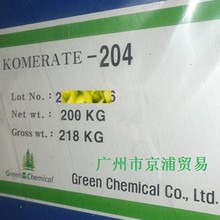 KOMERATE-204
Lot No.: 2
Net wt.: 200 KG
Gross wt.: 218 KG
广州市京浦贸易
Green Chemical
Green Chemical Co., Ltd.